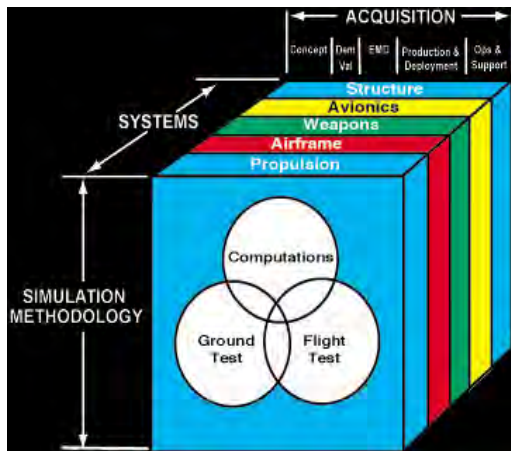 ACQUISITION
Concept
Dem
Val
EMD
Production &
Deployment
Ops &
Support
SYSTEMS
Structure
Avionics
Weapons
Airframe
Propulsion
SIMULATION
METHODOLOGY
Computations
Ground
Test
Flight
Test